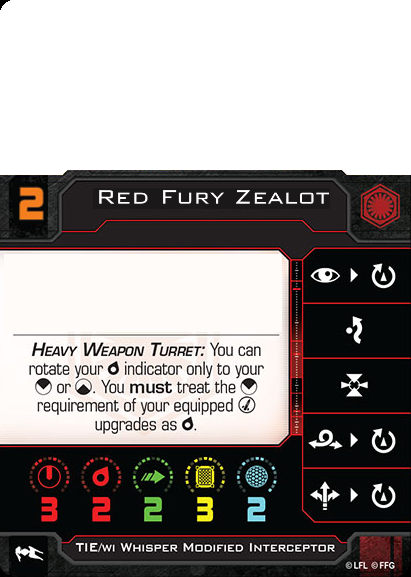 2 RED FURY ZEALOT
HEAVY WEAPON TURRET: You can
rotate your indicator only to your
or . You must treat the
requirement of your equipped
upgrades as .
3 2 2 3 2
TIE/WI WHISPER MODIFIED INTERCEPTOR
© LFL © FFG